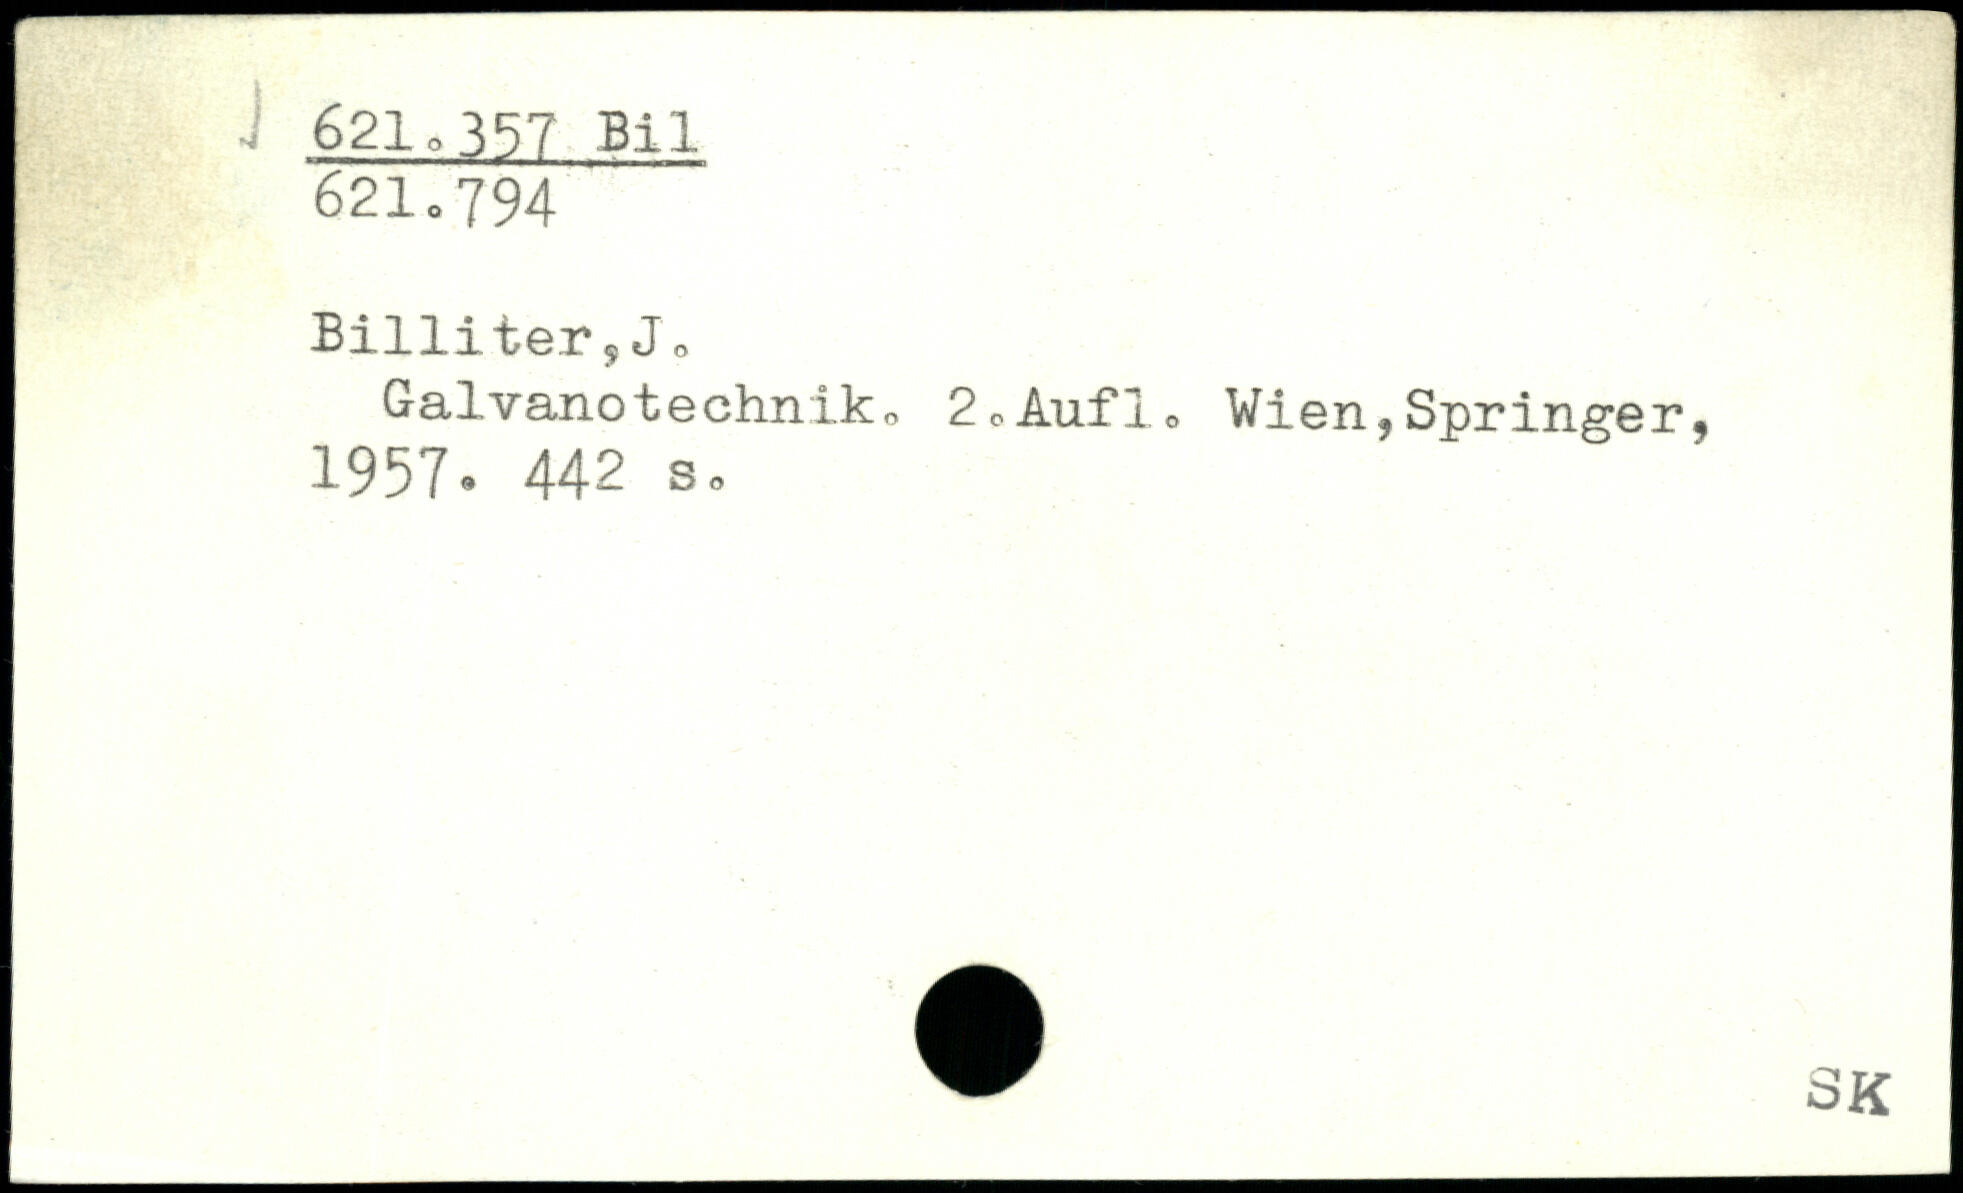 621.357 Bil
621.794
Billiter,J.
Galvanotechnik. 2.Aufl. Wien,Springer,
1957. 442 s.
SK